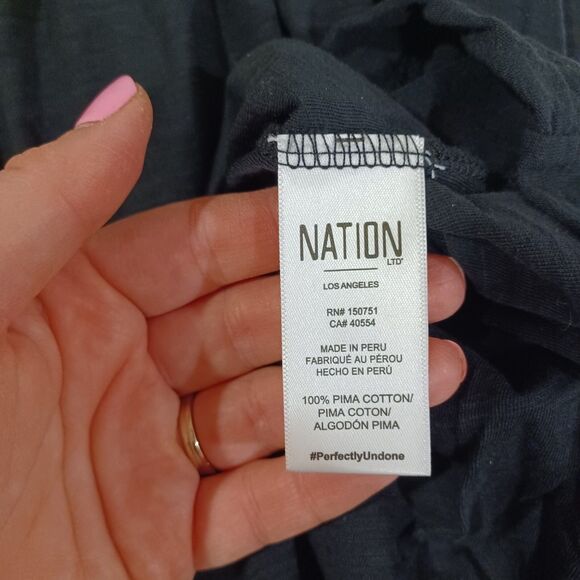 NATION
LTD
LOS ANGELES
RN# 150751
CA# 40554
MADE IN PERU
FABRIQUÉ AU PÉROU
HECHO EN PERÚ
100% PIMA COTTON/
PIMA COTON/
ALGODÓN PIMA
#PerfectlyUndone